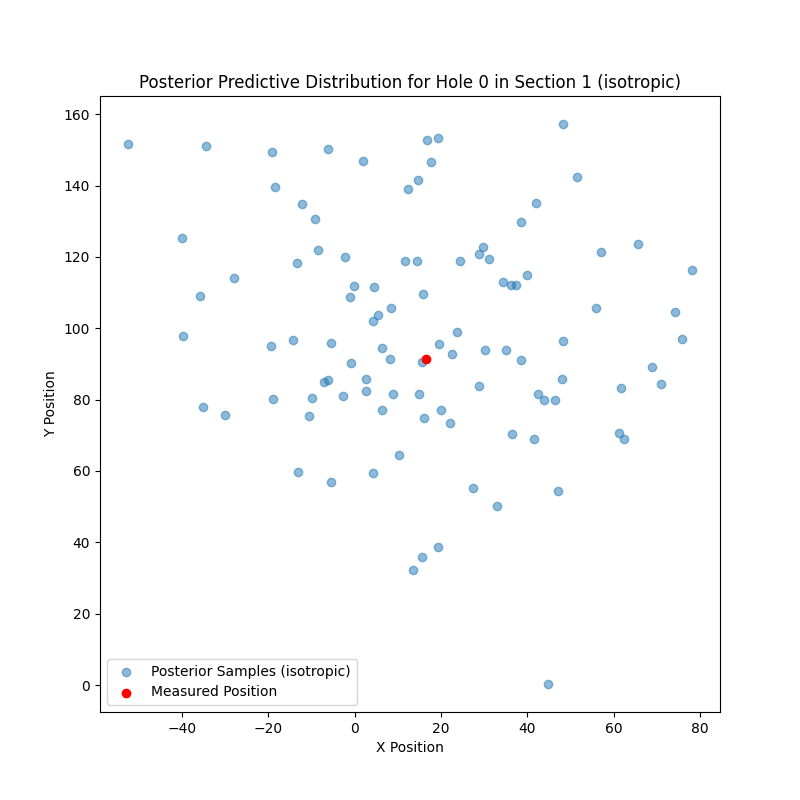 Posterior Predictive Distribution for Hole 0 in Section 1 (isotropic)
160
140
120
100
80
60
40
20
0
Y Position
Posterior Samples (isotropic)
Measured Position
−40 −20 0 20 40 60 80
X Position